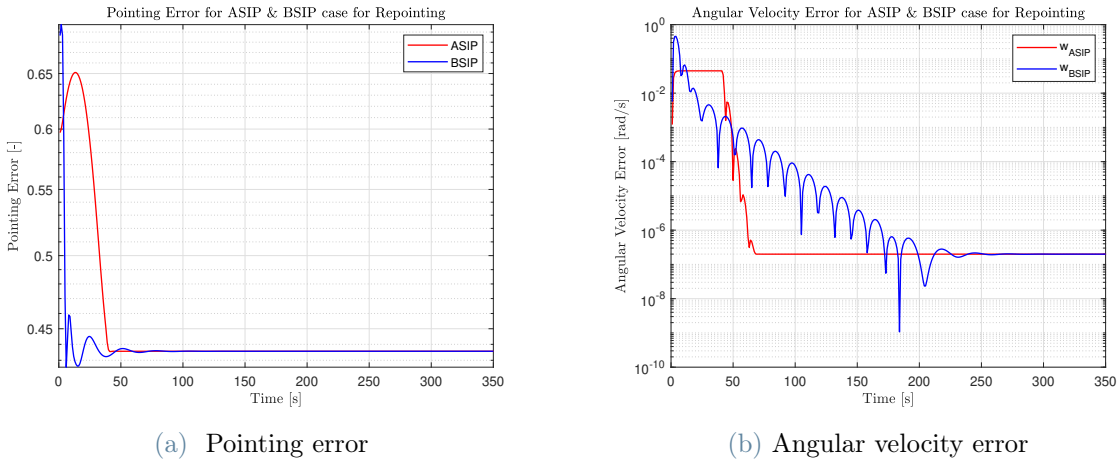 Pointing Error for ASIP & BSIP case for Repointing
ASIP
BSIP
Pointing Error [-]
0.65
0.6
0.55
0.5
0.45
0 50 100 150 200 250 300 350
Time [s]
(a) Pointing error
Angular Velocity Error for ASIP & BSIP case for Repointing
w_ASIP
w_BSIP
Angular Velocity Error [rad/s]
10^0
10^-2
10^-4
10^-6
10^-8
10^-10
0 50 100 150 200 250 300 350
Time [s]
(b) Angular velocity error